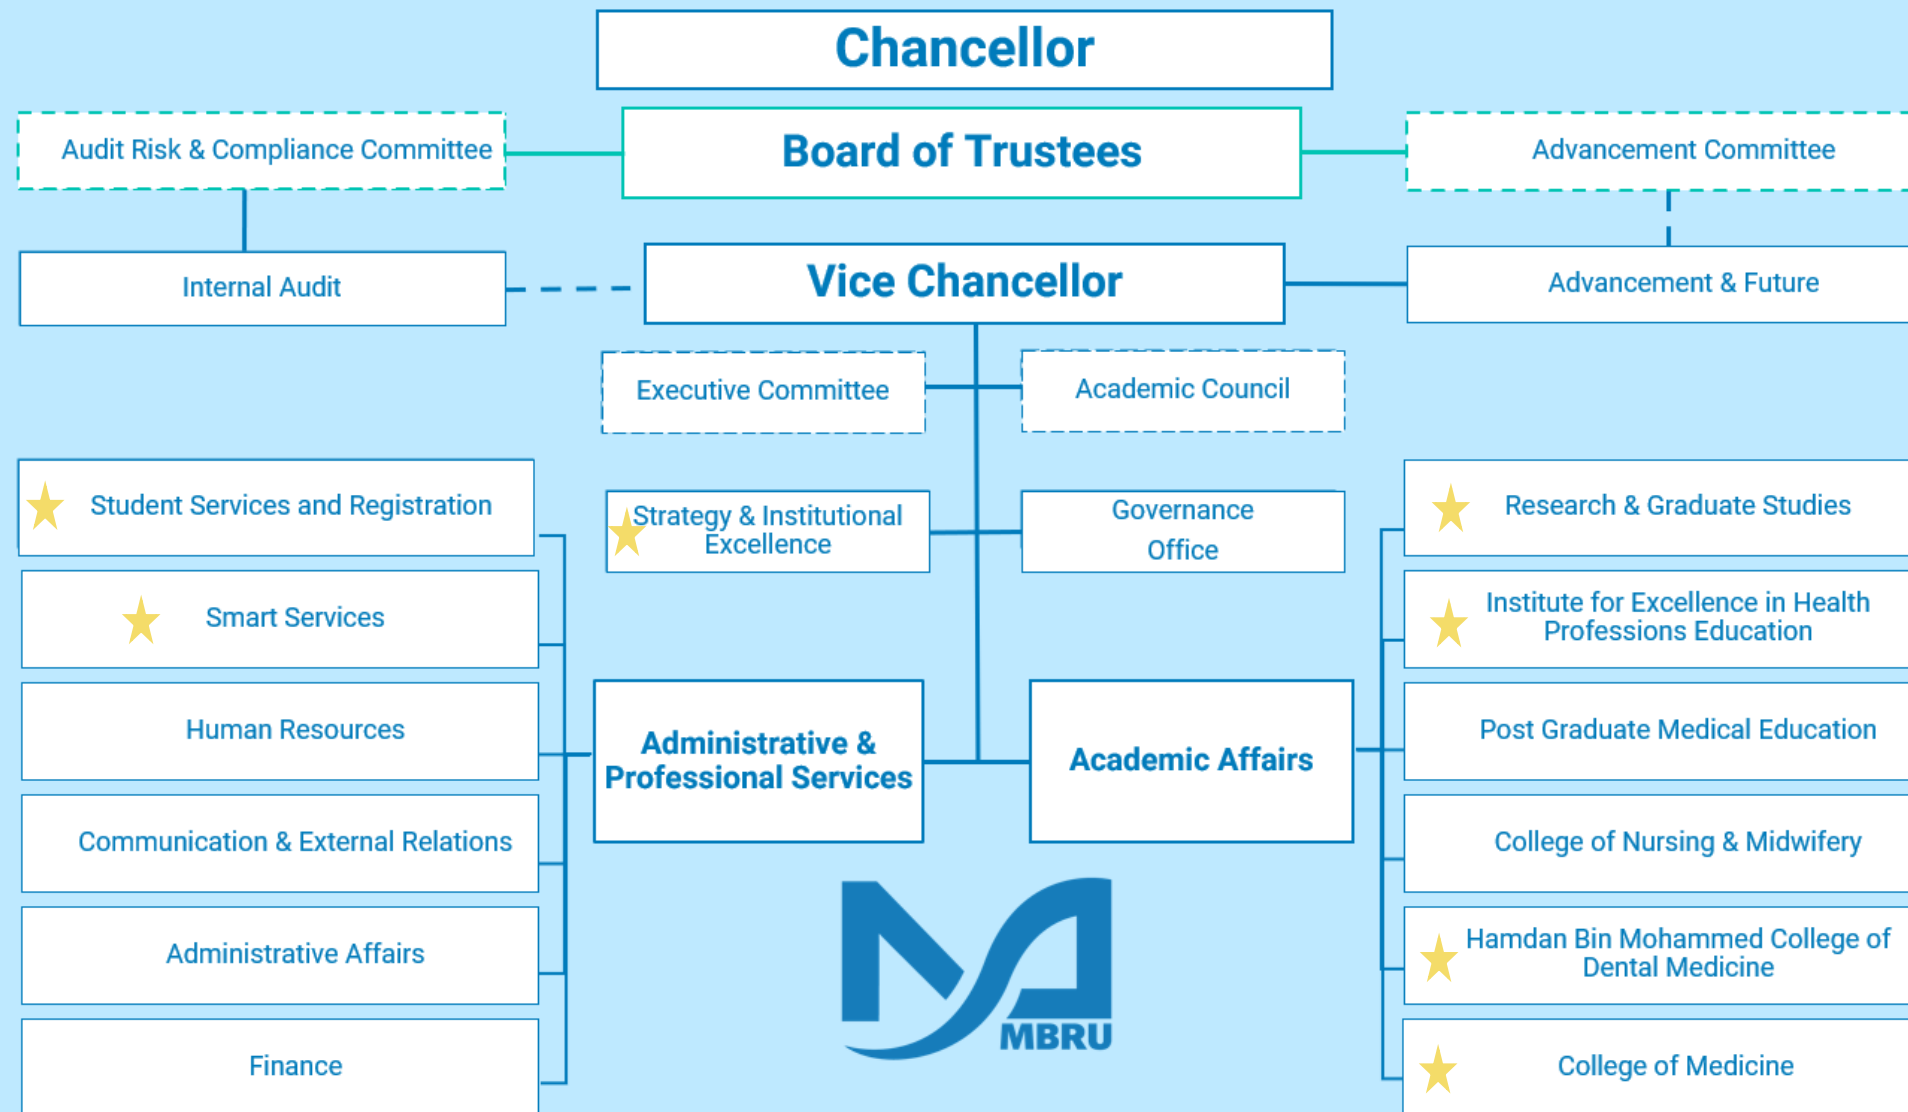 Chancellor
Audit Risk & Compliance Committee
Board of Trustees
Advancement Committee
Internal Audit
Vice Chancellor
Advancement & Future
Executive Committee
Academic Council
Student Services and Registration
Strategy & Institutional
Excellence
Governance
Office
Research & Graduate Studies
Smart Services
Institute for Excellence in Health
Professions Education
Human Resources
Administrative &
Professional Services
Academic Affairs
Post Graduate Medical Education
Communication & External Relations
College of Nursing & Midwifery
Administrative Affairs
Hamdan Bin Mohammed College of
Dental Medicine
MBRU
Finance
College of Medicine